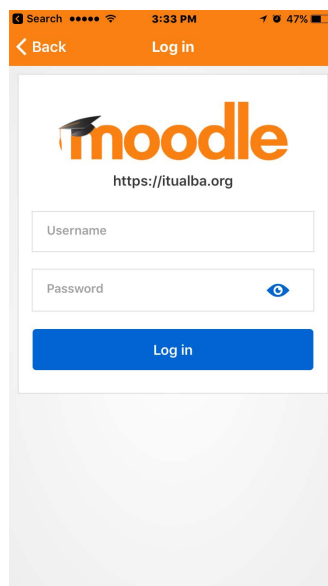 Search 3:33 PM 47%
Back Log in
moodle
https://itualba.org
Username
Password
Log in